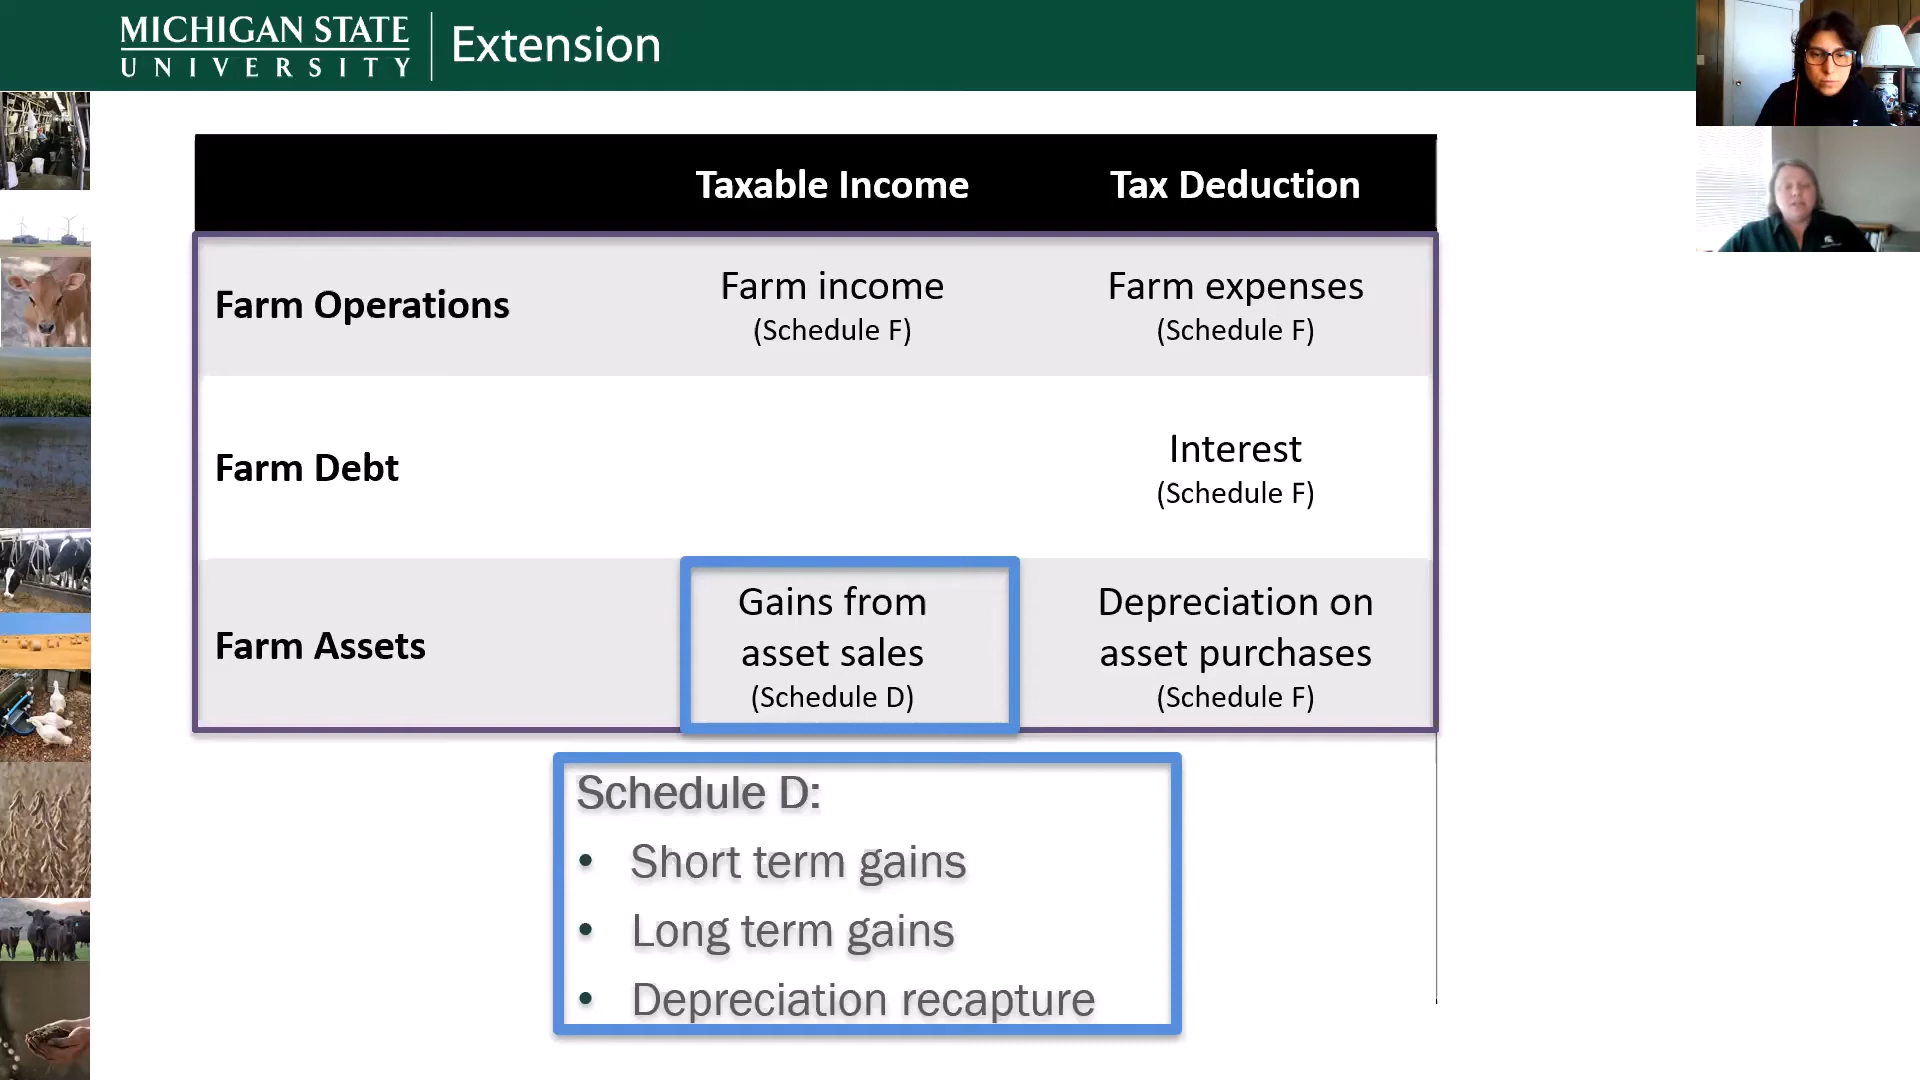 MICHIGAN STATE
UNIVERSITY
Extension
Taxable Income
Tax Deduction
Farm Operations
Farm income
(Schedule F)
Farm expenses
(Schedule F)
Farm Debt
Interest
(Schedule F)
Farm Assets
Gains from
asset sales
(Schedule D)
Depreciation on
asset purchases
(Schedule F)
Schedule D:
• Short term gains
• Long term gains
• Depreciation recapture